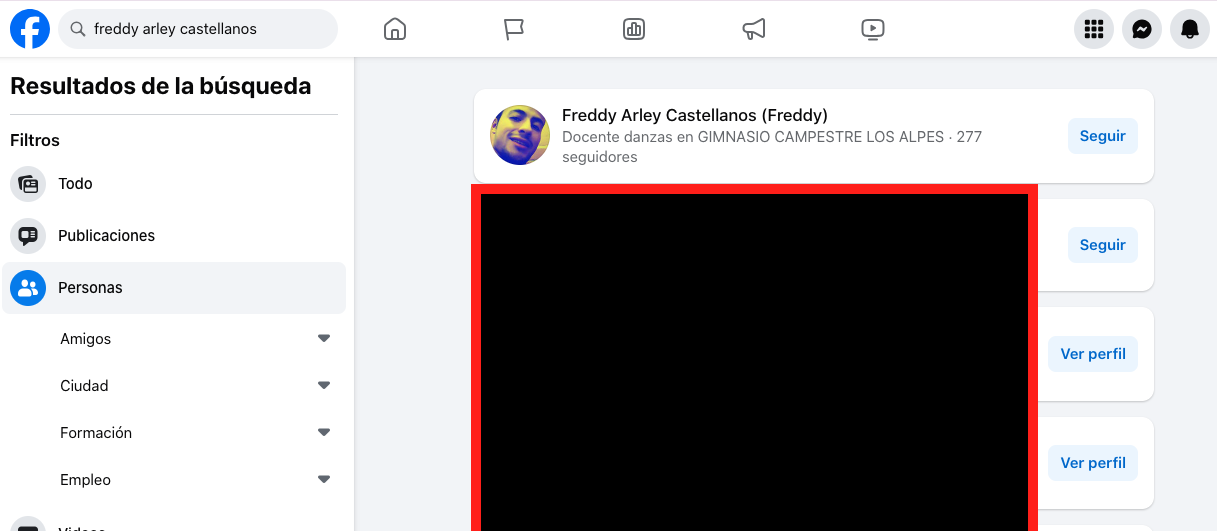 freddy arley castellanos
Resultados de la búsqueda
Filtros
Todo
Publicaciones
Personas
Amigos
Ciudad
Formación
Empleo
Freddy Arley Castellanos (Freddy)
Docente danzas en GIMNASIO CAMPESTRE LOS ALPES · 277
seguidores
Seguir
Seguir
Ver perfil
Ver perfil